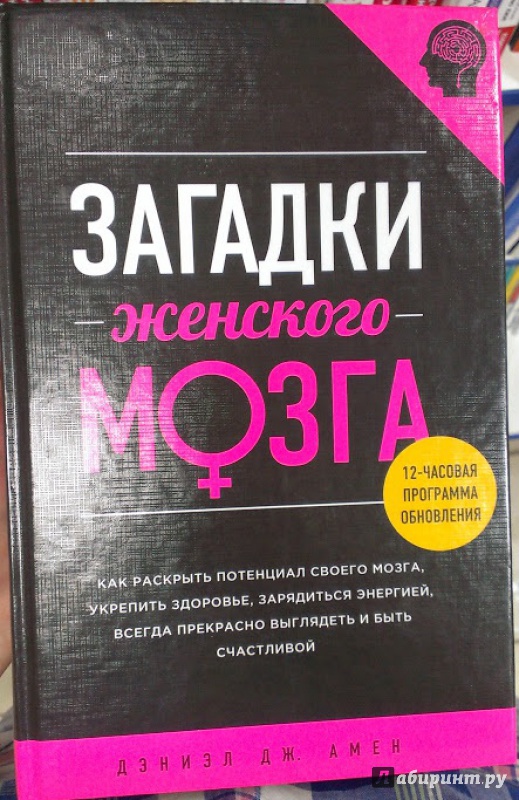 ЗАГАДКИ
женского
МОЗГА
12-ЧАСОВАЯ
ПРОГРАММА
ОБНОВЛЕНИЯ
КАК РАСКРЫТЬ ПОТЕНЦИАЛ СВОЕГО МОЗГА,
УКРЕПИТЬ ЗДОРОВЬЕ, ЗАРЯДИТЬСЯ ЭНЕРГИЕЙ,
ВСЕГДА ПРЕКРАСНО ВЫГЛЯДЕТЬ И БЫТЬ
СЧАСТЛИВОЙ
ДЭНИЭЛ ДЖ. АМЕН
Лабиринт.ру